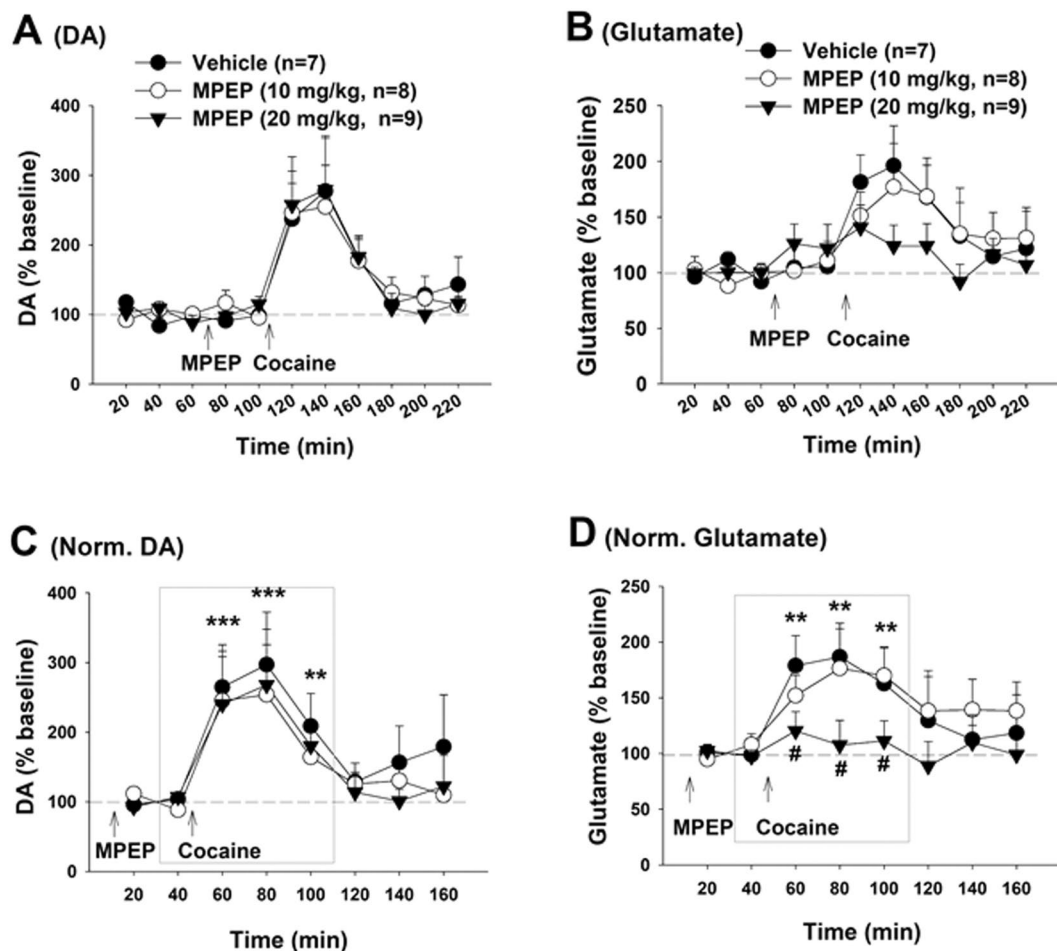 A (DA)
Vehicle (n=7)
MPEP (10 mg/kg, n=8)
MPEP (20 mg/kg, n=9)
400
300
200
100
0
DA (% baseline)
MPEP
Cocaine
20 40 60 80 100 120 140 160 180 200 220
Time (min)
B (Glutamate)
Vehicle (n=7)
MPEP (10 mg/kg, n=8)
MPEP (20 mg/kg, n=9)
250
200
150
100
50
0
Glutamate (% baseline)
MPEP
Cocaine
20 40 60 80 100 120 140 160 180 200 220
Time (min)
C (Norm. DA)
400
300
200
100
0
DA (% baseline)
*** *** **
MPEP
Cocaine
20 40 60 80 100 120 140 160
Time (min)
D (Norm. Glutamate)
250
200
150
100
50
0
Glutamate (% baseline)
** ** **
# # #
MPEP
Cocaine
20 40 60 80 100 120 140 160
Time (min)